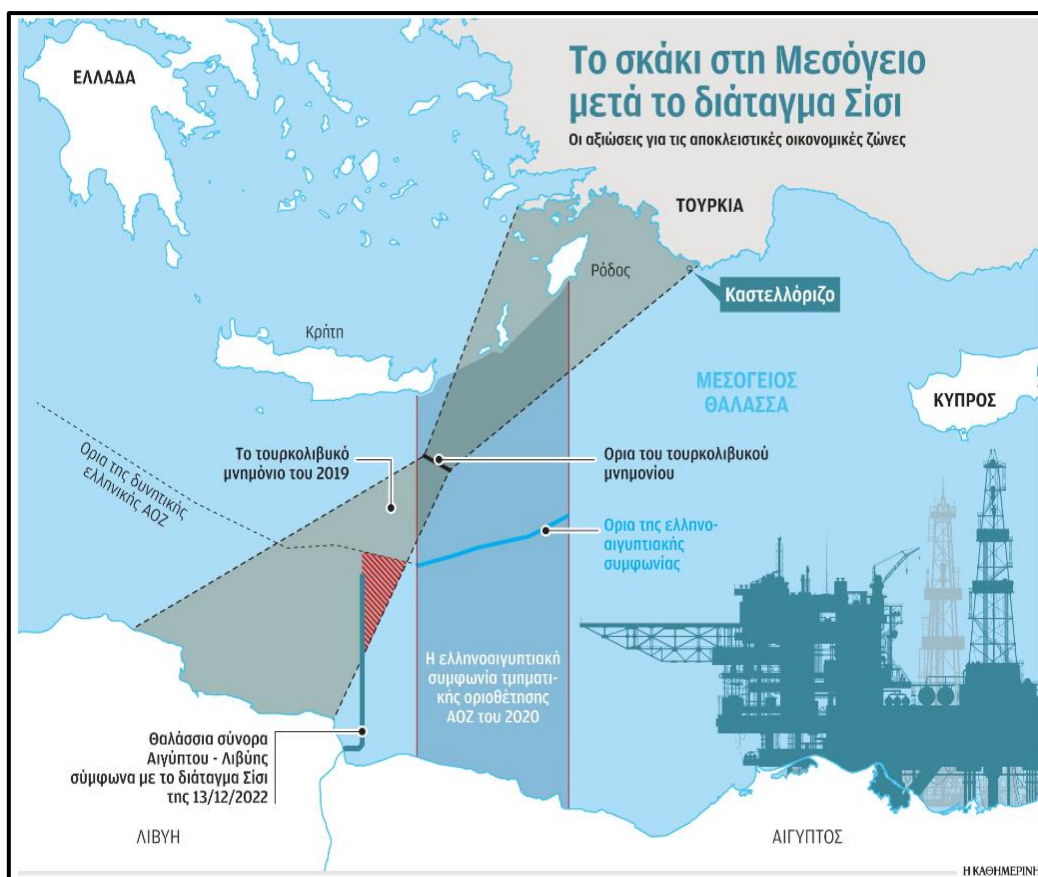 ΕΛΛΑΔΑ
Το σκάκι στη Μεσόγειο
μετά το διάταγμα Σίσι
Οι αξιώσεις για τις αποκλειστικές οικονομικές ζώνες
ΤΟΥΡΚΙΑ
Ρόδος
Καστελλόριζο
Κρήτη
ΜΕΣΟΓΕΙΟΣ
ΘΑΛΑΣΣΑ
ΚΥΠΡΟΣ
Ορια της δυνητικής
ελληνικής ΑΟΖ
Το τουρκολιβυκό
μνημόνιο του 2019
Ορια του τουρκολιβυκού
μνημονίου
Ορια της ελληνο-
αιγυπτιακής
συμφωνίας
Η ελληνοαιγυπτιακή
συμφωνία τμηματι-
κής οριοθέτησης
ΑΟΖ του 2020
Θαλάσσια σύνορα
Αιγύπτου - Λιβύης
σύμφωνα με το διάταγμα Σίσι
της 13/12/2022
ΛΙΒΥΗ
ΑΙΓΥΠΤΟΣ
Η ΚΑΘΗΜΕΡΙΝΗ